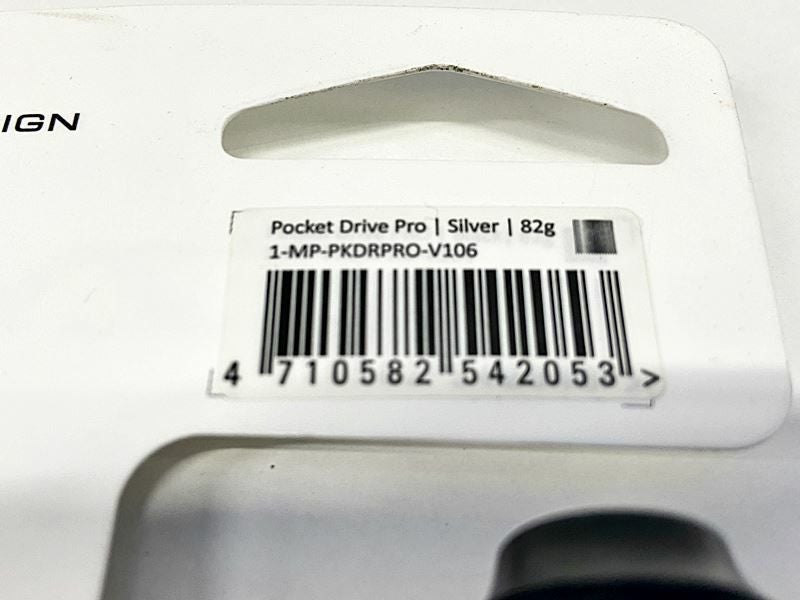 IGN
Pocket Drive Pro | Silver | 82g
1-MP-PKDRPRO-V106
4 710582 542053 >